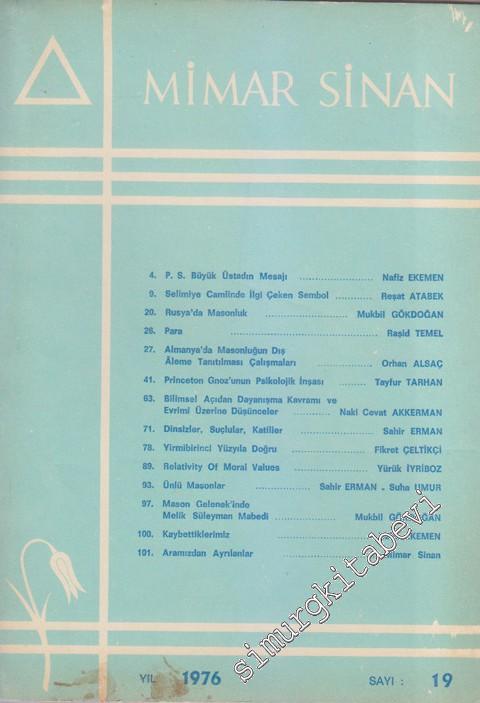 MİMAR SİNAN
4. P. S. Büyük Üstadın Mesajı .................... Nafiz EKEMEN
9. Selimiye Camiinde İlgi Çeken Sembol .......... Reşat ATABEK
20. Rusya'da Masonluk .................... Mukbil GÖKDOĞAN
26. Para .................... Raşid TEMEL
27. Almanya'da Masonluğun Dış
Âleme Tanıtılması Çalışmaları .......... Orhan ALSAÇ
41. Princeton Gnoz'unun Psikolojik İnşası ........ Tayfur TARHAN
63. Bilimsel Açıdan Dayanışma Kavramı ve
Evrimi Üzerine Düşünceler .......... Naki Cevat AKKERMAN
71. Dinsizler, Suçlular, Katiller .......... Sahir ERMAN
78. Yirmibirinci Yüzyıla Doğru .......... Fikret ÇELTİKÇİ
89. Relativity Of Moral Values .......... Yürük İYRİBOZ
93. Ünlü Masonlar .......... Sahir ERMAN - Suha UMUR
97. Mason Gelenek'inde
Melik Süleyman Mabedi .......... Mukbil
100. Kaybettiklerimiz .......... EKEMEN
101. Aramızdan Ayrılanlar .......... Mimar Sinan
YIL 1976 SAYI : 19
simurgkitabevi